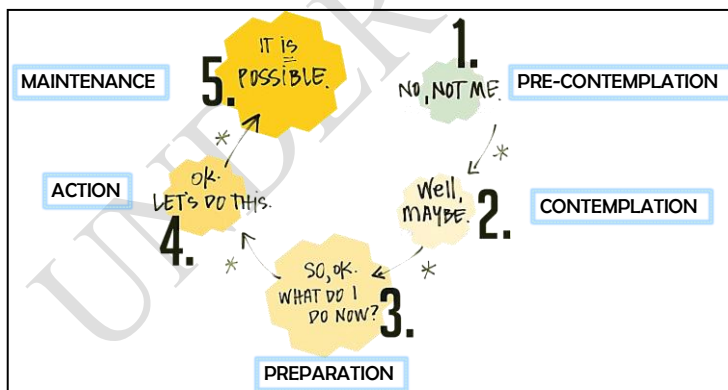 1.
NO, NOT ME.
PRE-CONTEMPLATION
Well,
MAYBE.
2.
CONTEMPLATION
SO, OK.
WHAT DO I
DO NOW?
3.
PREPARATION
OK.
LET'S DO THIS.
4.
ACTION
IT IS
POSSIBLE.
5.
MAINTENANCE
UNDER